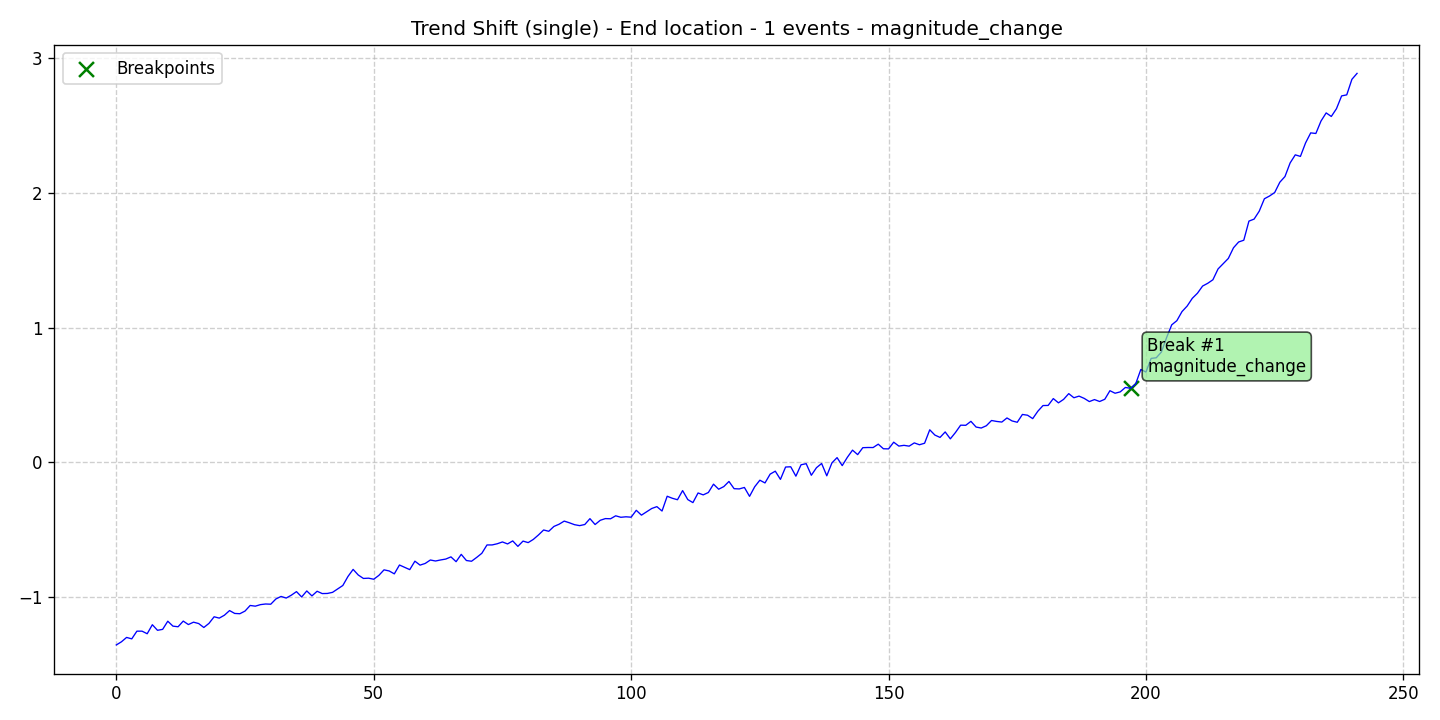 Trend Shift (single) - End location - 1 events - magnitude_change
Breakpoints
3
2
1
0
−1
Break #1
magnitude_change
0
50
100
150
200
250